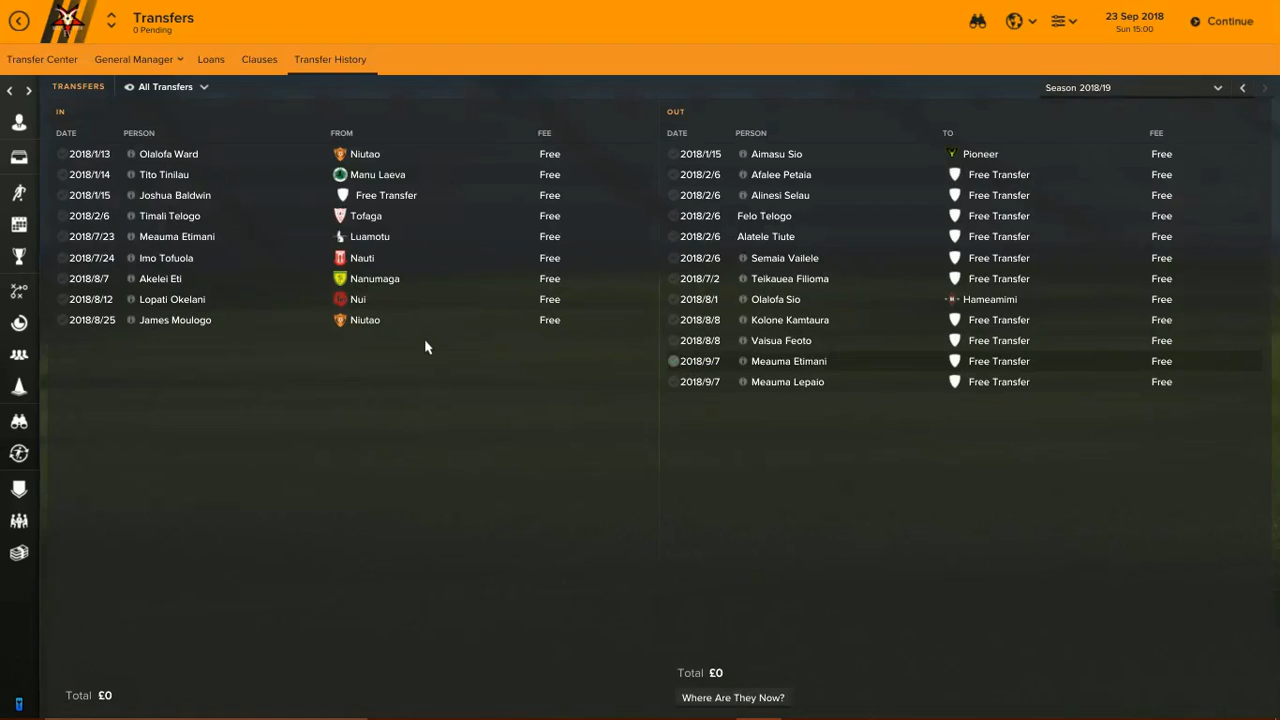 Transfers
0 Pending
23 Sep 2018
Sun 15:00
Continue
Transfer Center General Manager Loans Clauses Transfer History
TRANSFERS All Transfers Season 2018/19
IN
DATE PERSON FROM FEE
2018/1/13 Olalofa Ward Niutao Free
2018/1/14 Tito Tinilau Manu Laeva Free
2018/1/15 Joshua Baldwin Free Transfer Free
2018/2/6 Timali Telogo Tofaga Free
2018/7/23 Meauma Etimani Luamotu Free
2018/7/24 Imo Tofuola Nauti Free
2018/8/7 Akelei Eti Nanumaga Free
2018/8/12 Lopati Okelani Nui Free
2018/8/25 James Moulogo Niutao Free
Total £0
OUT
DATE PERSON TO FEE
2018/1/15 Aimasu Sio Pioneer Free
2018/2/6 Afalee Petaia Free Transfer Free
2018/2/6 Alinesi Selau Free Transfer Free
2018/2/6 Felo Telogo Free Transfer Free
2018/2/6 Alatele Tiute Free Transfer Free
2018/2/6 Semaia Vailele Free Transfer Free
2018/7/2 Teikauea Filioma Free Transfer Free
2018/8/1 Olalofa Sio Hameamimi Free
2018/8/8 Kolone Kamtaura Free Transfer Free
2018/8/8 Vaisua Feoto Free Transfer Free
2018/9/7 Meauma Etimani Free Transfer Free
2018/9/7 Meauma Lepaio Free Transfer Free
Total £0
Where Are They Now?